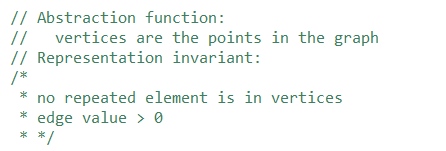 // Abstraction function:
//   vertices are the points in the graph
// Representation invariant:
/*
 * no repeated element is in vertices
 * edge value > 0
 * */